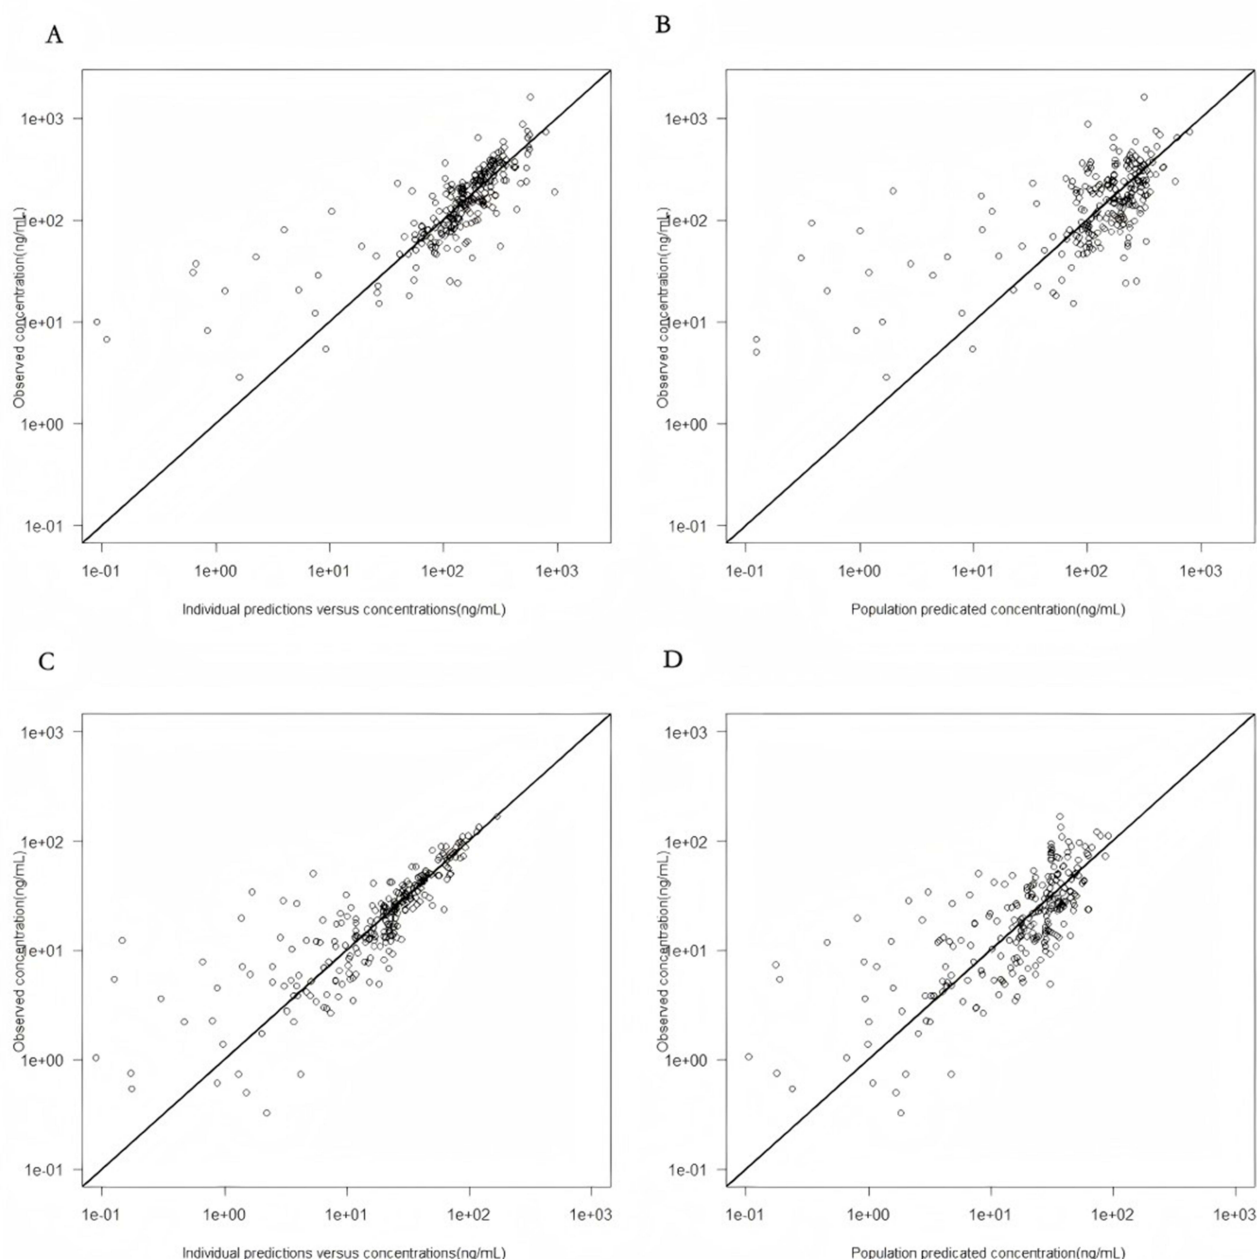 A
B
1e+03
1e+02
1e+01
1e+00
1e-01
Observed concentration(ng/mL)
1e-01 1e+00 1e+01 1e+02 1e+03
Individual predictions versus concentrations(ng/mL)
1e+03
1e+02
1e+01
1e+00
1e-01
Observed concentration(ng/mL)
1e-01 1e+00 1e+01 1e+02 1e+03
Population predicated concentration(ng/mL)
C
D
1e+03
1e+02
1e+01
1e+00
1e-01
Observed concentration(ng/mL)
1e-01 1e+00 1e+01 1e+02 1e+03
Individual predictions versus concentrations(ng/mL)
1e+03
1e+02
1e+01
1e+00
1e-01
Observed concentration(ng/mL)
1e-01 1e+00 1e+01 1e+02 1e+03
Population predicated concentration(ng/mL)